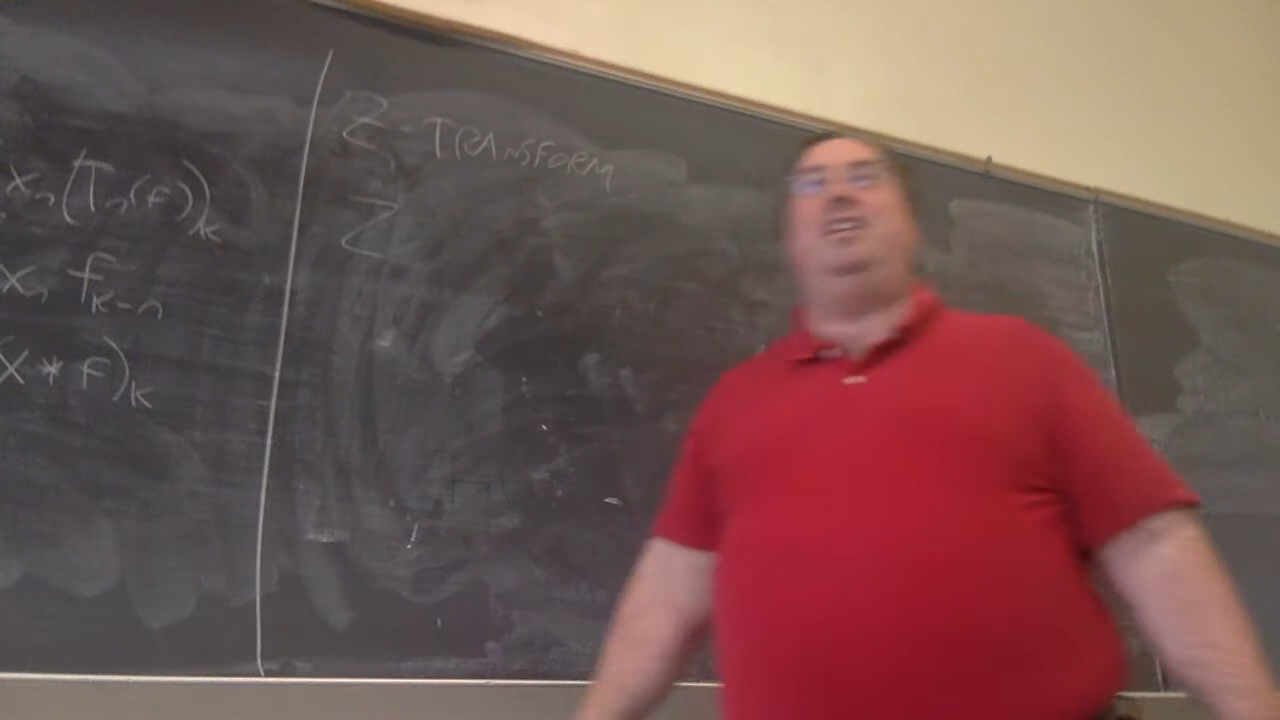 xₙ(Tₙ(f))ₖ
xₙ fₖ₋ₙ
(x * f)ₖ
Z-TRANSFORM
Z